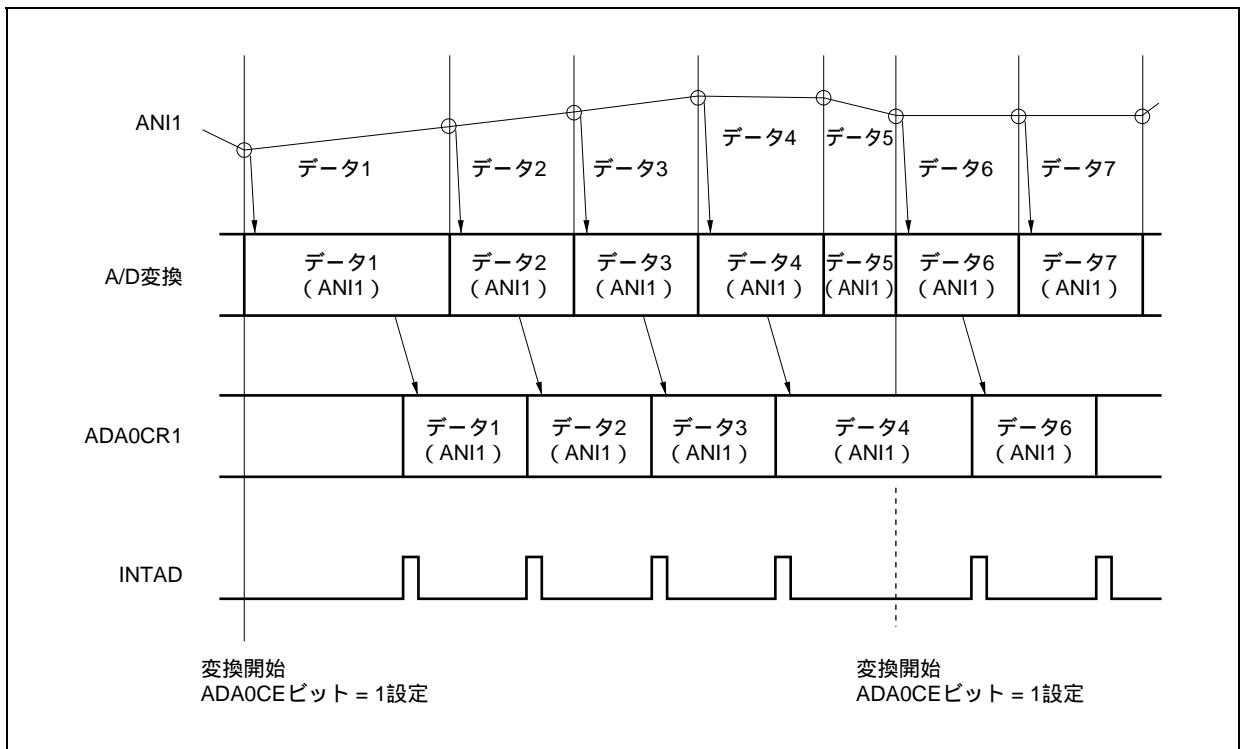 ANI1
データ1
データ2
データ3
データ4
データ5
データ6
データ7
A/D変換
データ1
（ANI1）
データ2
（ANI1）
データ3
（ANI1）
データ4
（ANI1）
データ5
（ANI1）
データ6
（ANI1）
データ7
（ANI1）
ADA0CR1
データ1
（ANI1）
データ2
（ANI1）
データ3
（ANI1）
データ4
（ANI1）
データ6
（ANI1）
INTAD
変換開始
ADA0CEビット = 1設定
変換開始
ADA0CEビット = 1設定